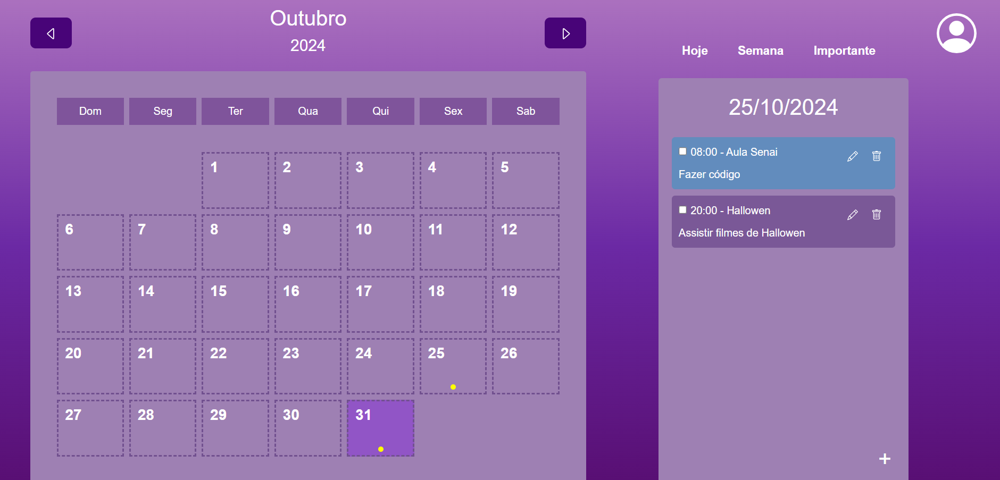 Outubro
2024
Hoje Semana Importante
Dom Seg Ter Qua Qui Sex Sab
1 2 3 4 5
6 7 8 9 10 11 12
13 14 15 16 17 18 19
20 21 22 23 24 25 26
27 28 29 30 31
25/10/2024
08:00 - Aula Senai
Fazer código
20:00 - Hallowen
Assistir filmes de Hallowen
+